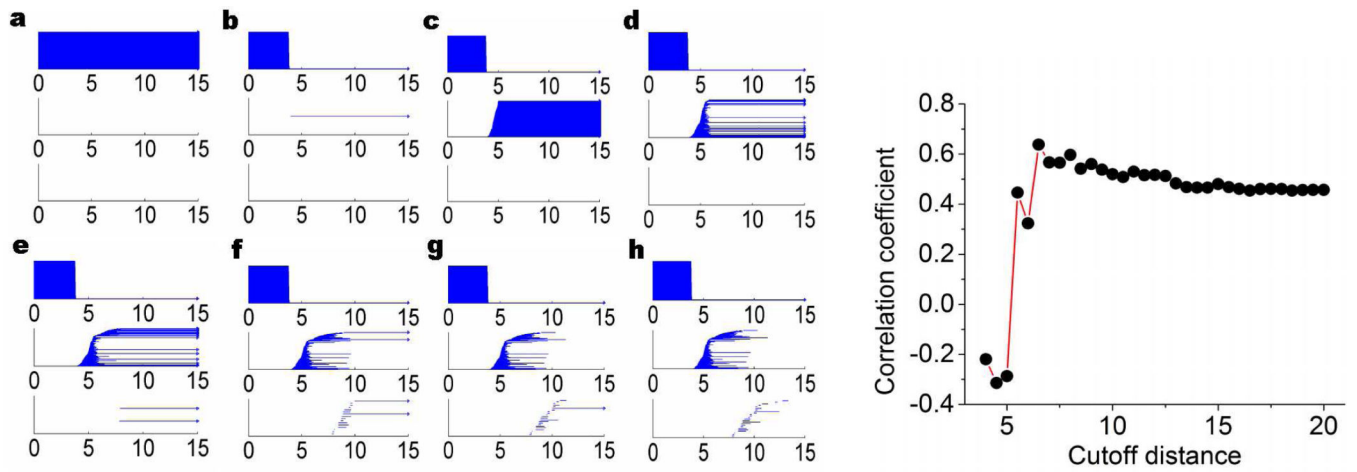 a b c d
0 5 10 15 0 5 10 15 0 5 10 15 0 5 10 15
0 5 10 15 0 5 10 15 0 5 10 15 0 5 10 15
0 5 10 15 0 5 10 15 0 5 10 15 0 5 10 15
e f g h
0 5 10 15 0 5 10 15 0 5 10 15 0 5 10 15
0 5 10 15 0 5 10 15 0 5 10 15 0 5 10 15
0 5 10 15 0 5 10 15 0 5 10 15 0 5 10 15
Correlation coefficient
0.8
0.6
0.4
0.2
0.0
-0.2
-0.4
5 10 15 20
Cutoff distance